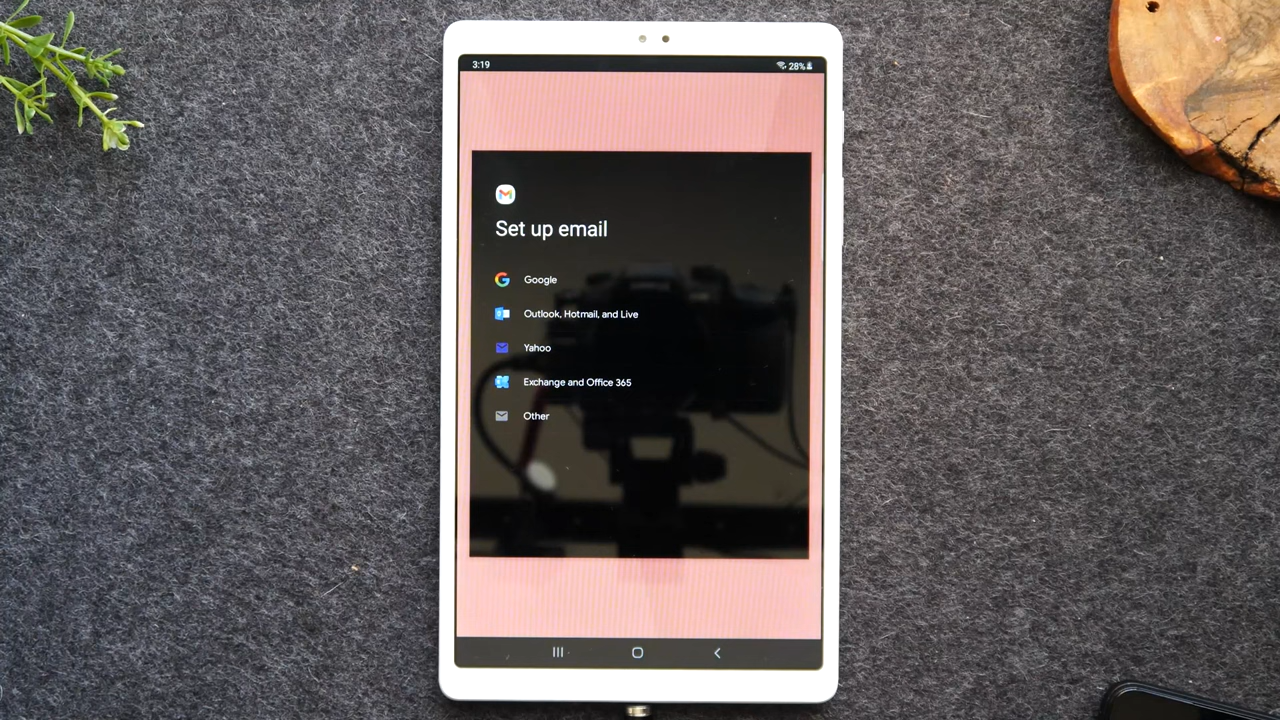 3:19
28%
Set up email
Google
Outlook, Hotmail, and Live
Yahoo
Exchange and Office 365
Other